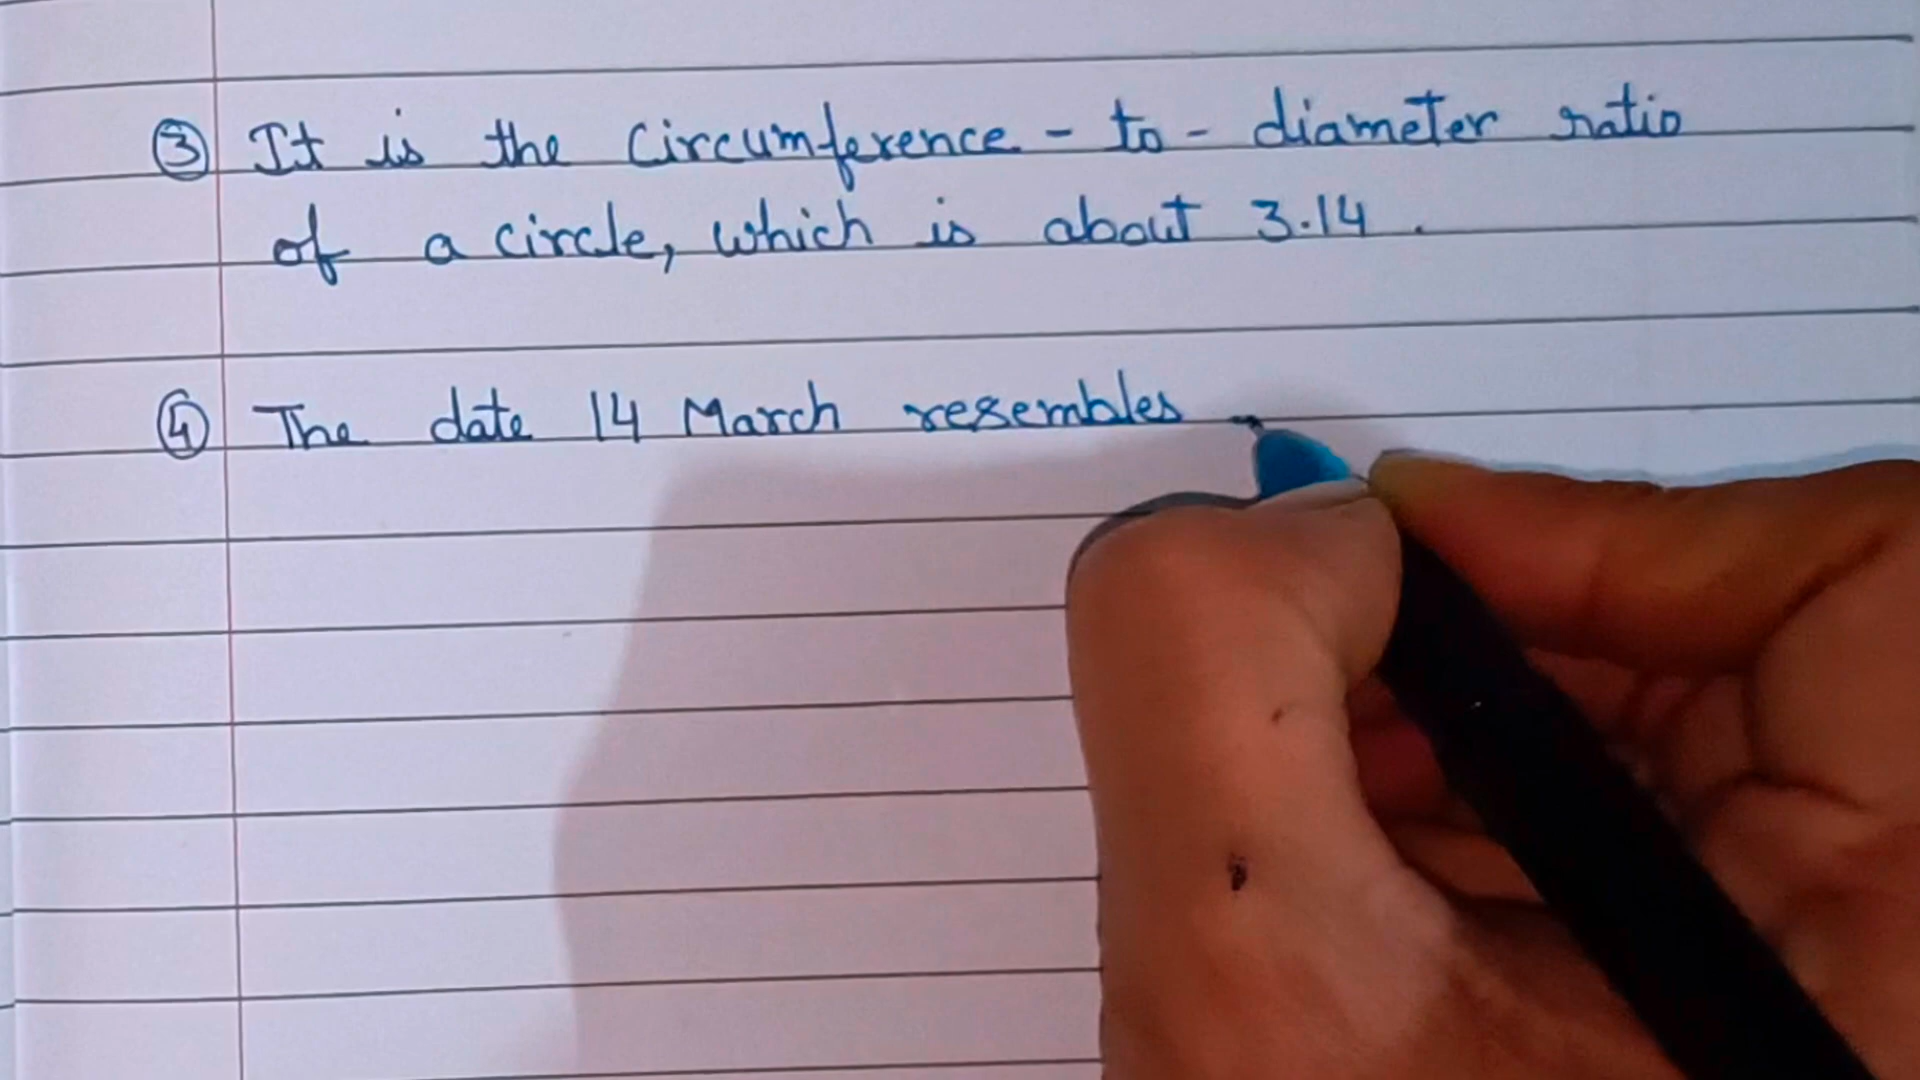 ③ It is the circumference-to-diameter ratio
of a circle, which is about 3.14.
④ The date 14 March resembles